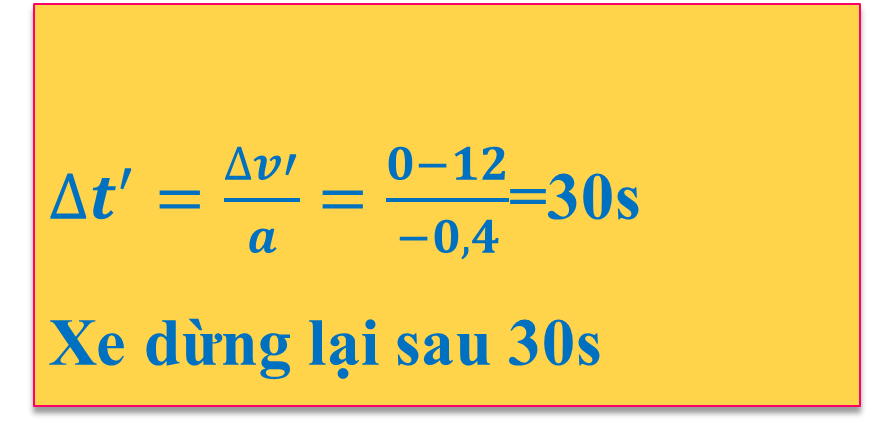 Δt' = Δv' / a = 0−12 / −0,4 =30s
Xe dừng lại sau 30s